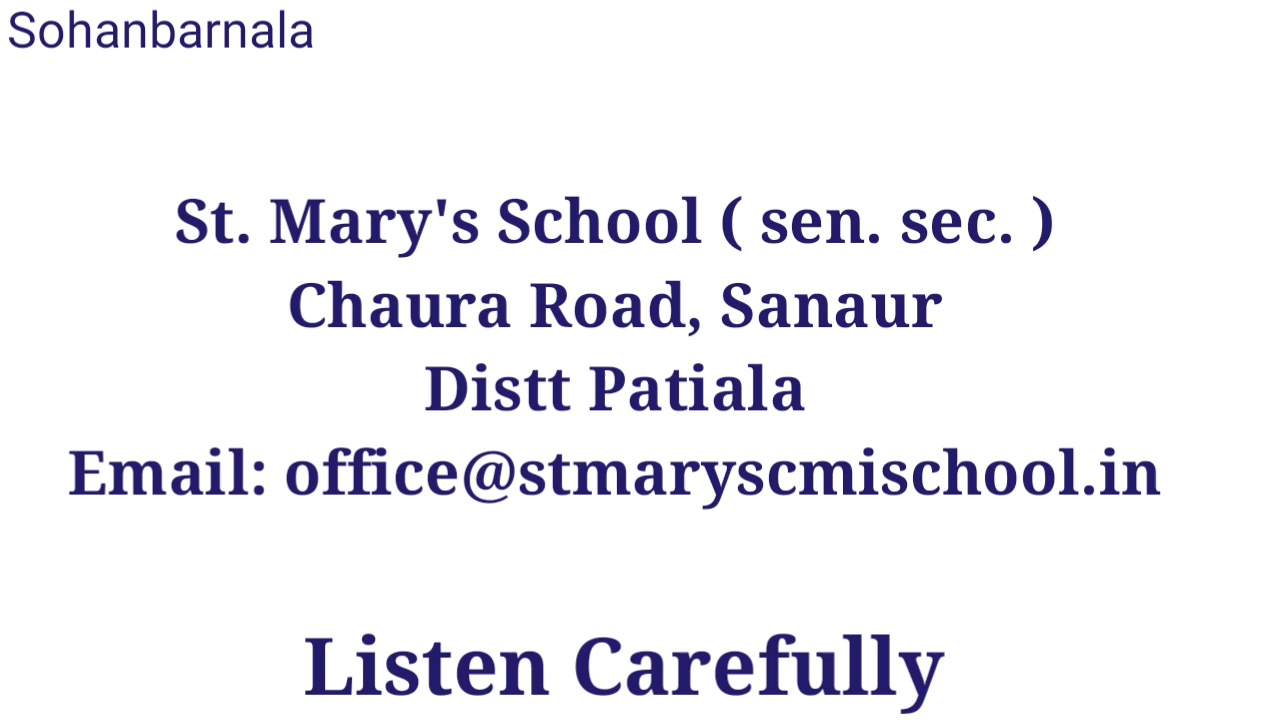 Sohanbarnala
St. Mary's School ( sen. sec. )
Chaura Road, Sanaur
Distt Patiala
Email: office@stmaryscmischool.in
Listen Carefully